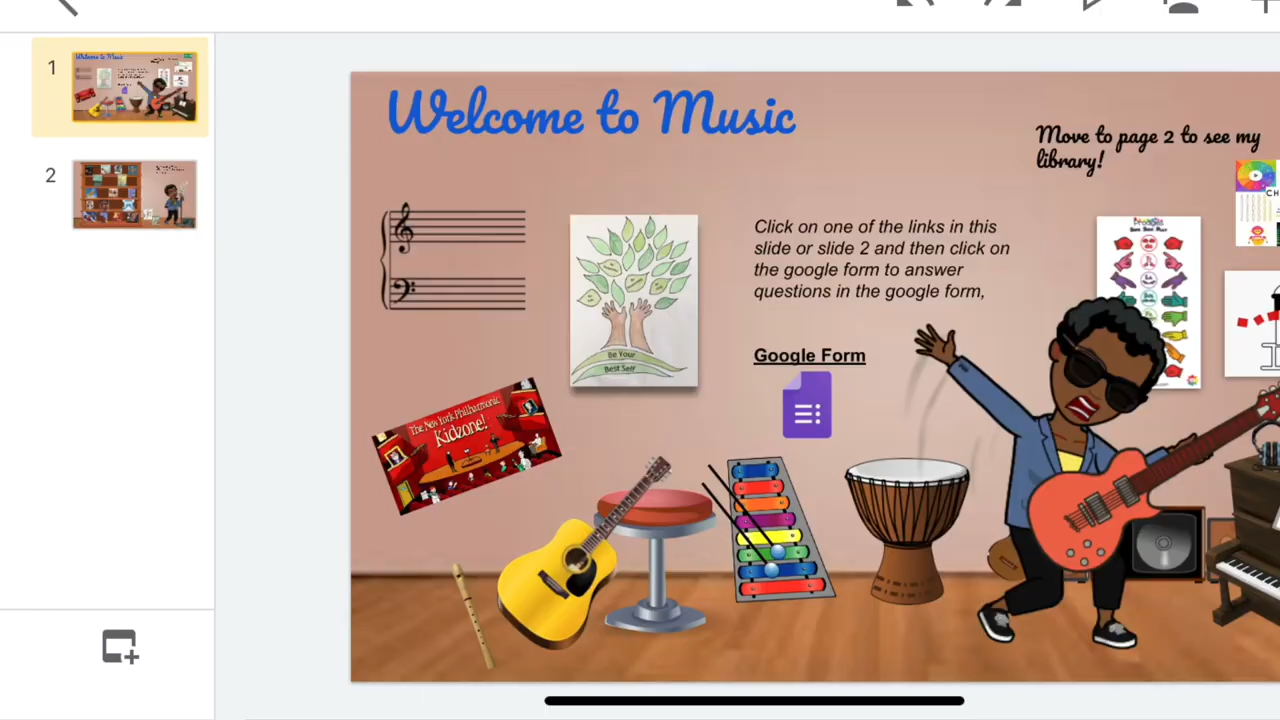 1
2
Welcome to Music
Move to page 2 to see my
library!
Click on one of the links in this
slide or slide 2 and then click on
the google form to answer
questions in the google form,
Google Form
Be Your
Best Self
The New York Philharmonic
Kidzone!
CH